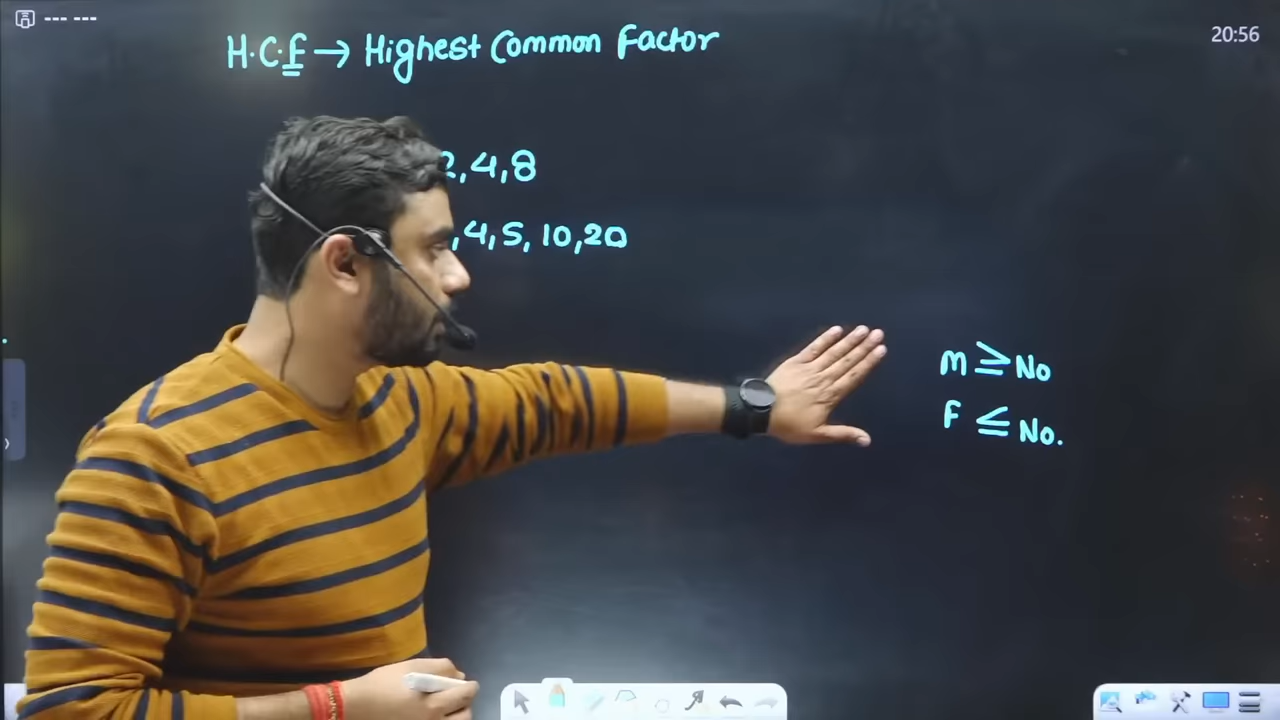 --- ---
20:56
H.C.F → Highest Common Factor
2,4,8
,4,5,10,20
M ≥ No
F ≤ No.